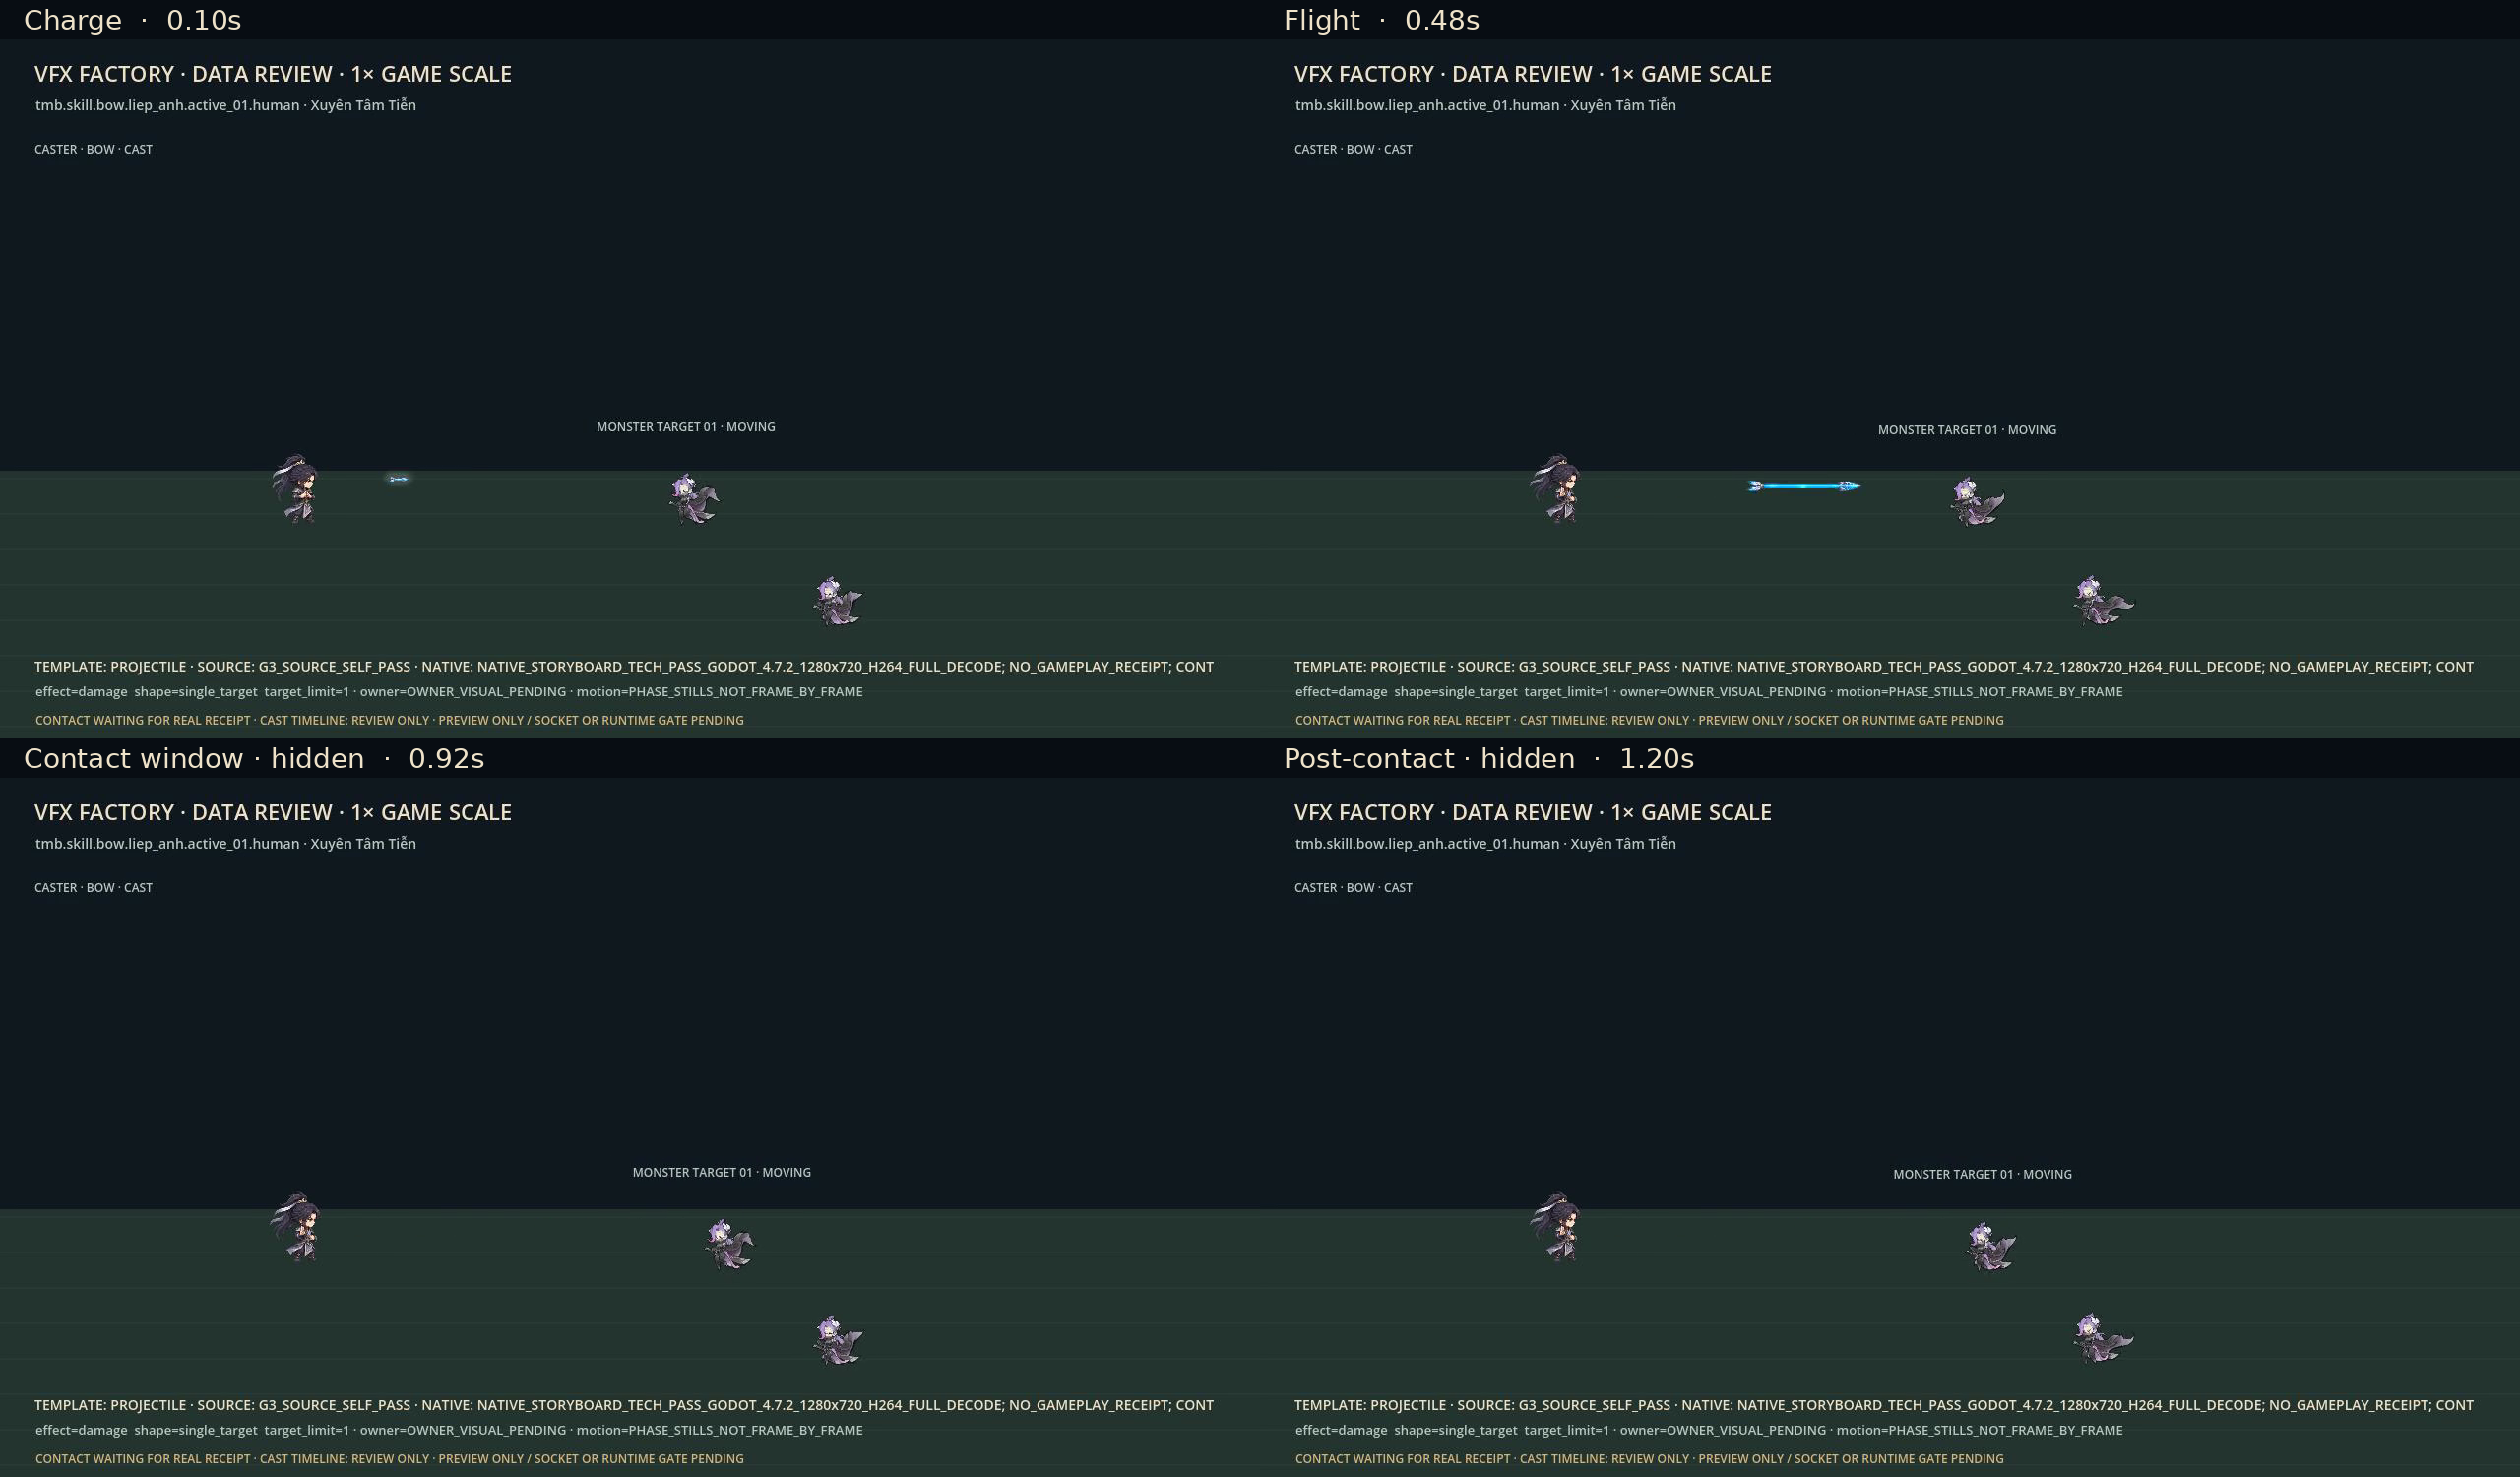 Charge · 0.10s
VFX FACTORY · DATA REVIEW · 1× GAME SCALE
tmb.skill.bow.liep_anh.active_01.human · Xuyên Tâm Tiễn
CASTER · BOW · CAST
MONSTER TARGET 01 · MOVING
TEMPLATE: PROJECTILE · SOURCE: G3_SOURCE_SELF_PASS · NATIVE: NATIVE_STORYBOARD_TECH_PASS_GODOT_4.7.2_1280x720_H264_FULL_DECODE; NO_GAMEPLAY_RECEIPT; CONT
effect=damage shape=single_target target_limit=1 · owner=OWNER_VISUAL_PENDING · motion=PHASE_STILLS_NOT_FRAME_BY_FRAME
CONTACT WAITING FOR REAL RECEIPT · CAST TIMELINE: REVIEW ONLY · PREVIEW ONLY / SOCKET OR RUNTIME GATE PENDING
Flight · 0.48s
VFX FACTORY · DATA REVIEW · 1× GAME SCALE
tmb.skill.bow.liep_anh.active_01.human · Xuyên Tâm Tiễn
CASTER · BOW · CAST
MONSTER TARGET 01 · MOVING
TEMPLATE: PROJECTILE · SOURCE: G3_SOURCE_SELF_PASS · NATIVE: NATIVE_STORYBOARD_TECH_PASS_GODOT_4.7.2_1280x720_H264_FULL_DECODE; NO_GAMEPLAY_RECEIPT; CONT
effect=damage shape=single_target target_limit=1 · owner=OWNER_VISUAL_PENDING · motion=PHASE_STILLS_NOT_FRAME_BY_FRAME
CONTACT WAITING FOR REAL RECEIPT · CAST TIMELINE: REVIEW ONLY · PREVIEW ONLY / SOCKET OR RUNTIME GATE PENDING
Contact window · hidden · 0.92s
VFX FACTORY · DATA REVIEW · 1× GAME SCALE
tmb.skill.bow.liep_anh.active_01.human · Xuyên Tâm Tiễn
CASTER · BOW · CAST
MONSTER TARGET 01 · MOVING
TEMPLATE: PROJECTILE · SOURCE: G3_SOURCE_SELF_PASS · NATIVE: NATIVE_STORYBOARD_TECH_PASS_GODOT_4.7.2_1280x720_H264_FULL_DECODE; NO_GAMEPLAY_RECEIPT; CONT
effect=damage shape=single_target target_limit=1 · owner=OWNER_VISUAL_PENDING · motion=PHASE_STILLS_NOT_FRAME_BY_FRAME
CONTACT WAITING FOR REAL RECEIPT · CAST TIMELINE: REVIEW ONLY · PREVIEW ONLY / SOCKET OR RUNTIME GATE PENDING
Post-contact · hidden · 1.20s
VFX FACTORY · DATA REVIEW · 1× GAME SCALE
tmb.skill.bow.liep_anh.active_01.human · Xuyên Tâm Tiễn
CASTER · BOW · CAST
MONSTER TARGET 01 · MOVING
TEMPLATE: PROJECTILE · SOURCE: G3_SOURCE_SELF_PASS · NATIVE: NATIVE_STORYBOARD_TECH_PASS_GODOT_4.7.2_1280x720_H264_FULL_DECODE; NO_GAMEPLAY_RECEIPT; CONT
effect=damage shape=single_target target_limit=1 · owner=OWNER_VISUAL_PENDING · motion=PHASE_STILLS_NOT_FRAME_BY_FRAME
CONTACT WAITING FOR REAL RECEIPT · CAST TIMELINE: REVIEW ONLY · PREVIEW ONLY / SOCKET OR RUNTIME GATE PENDING